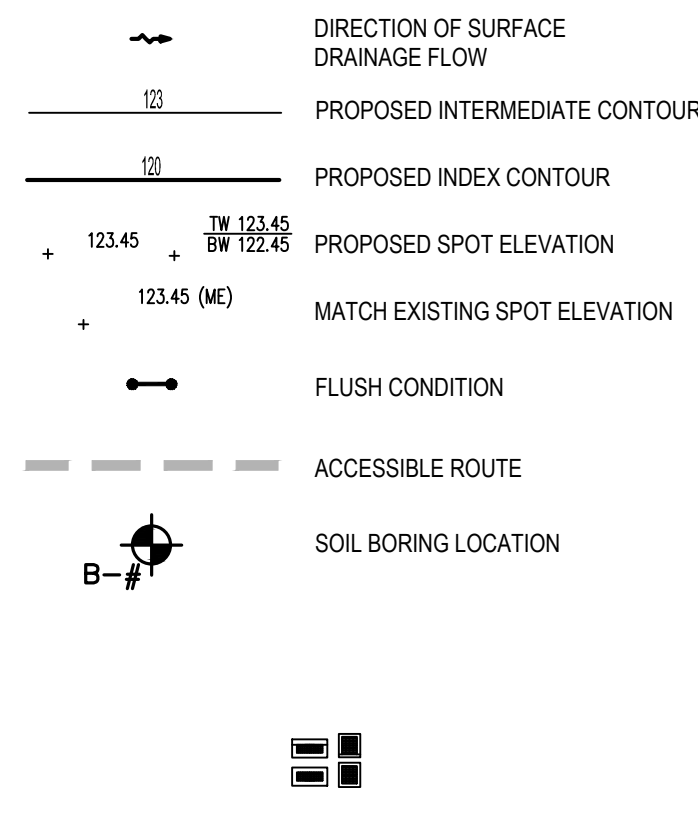 DIRECTION OF SURFACE
DRAINAGE FLOW
123
PROPOSED INTERMEDIATE CONTOUR
120
PROPOSED INDEX CONTOUR
123.45
TW 123.45
BW 122.45
PROPOSED SPOT ELEVATION
123.45 (ME)
MATCH EXISTING SPOT ELEVATION
FLUSH CONDITION
ACCESSIBLE ROUTE
B-#
SOIL BORING LOCATION